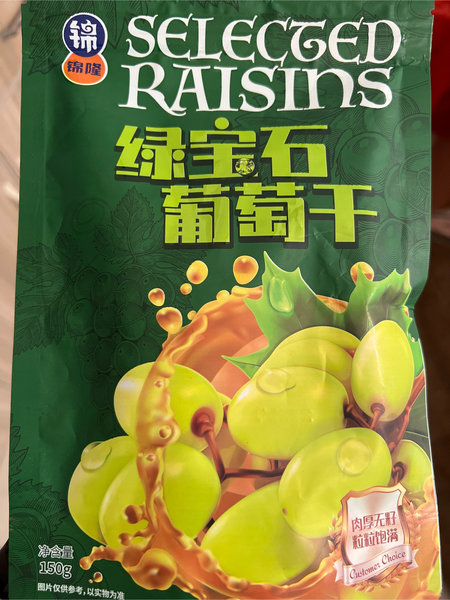 锦
锦隆
SELECTED
RAISINS
绿宝石
葡萄干
肉厚无籽
粒粒饱满
Customer Choice
净含量
150g
图片仅供参考,以实物为准